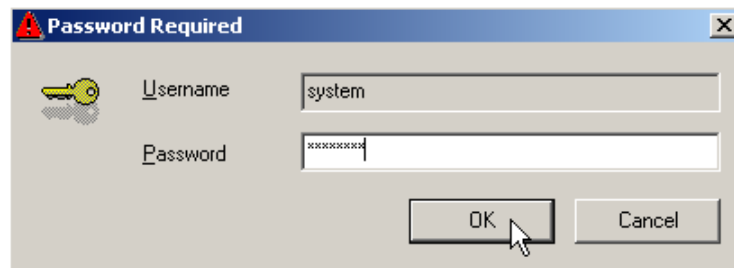 Password Required
Username system
Password ********
OK Cancel